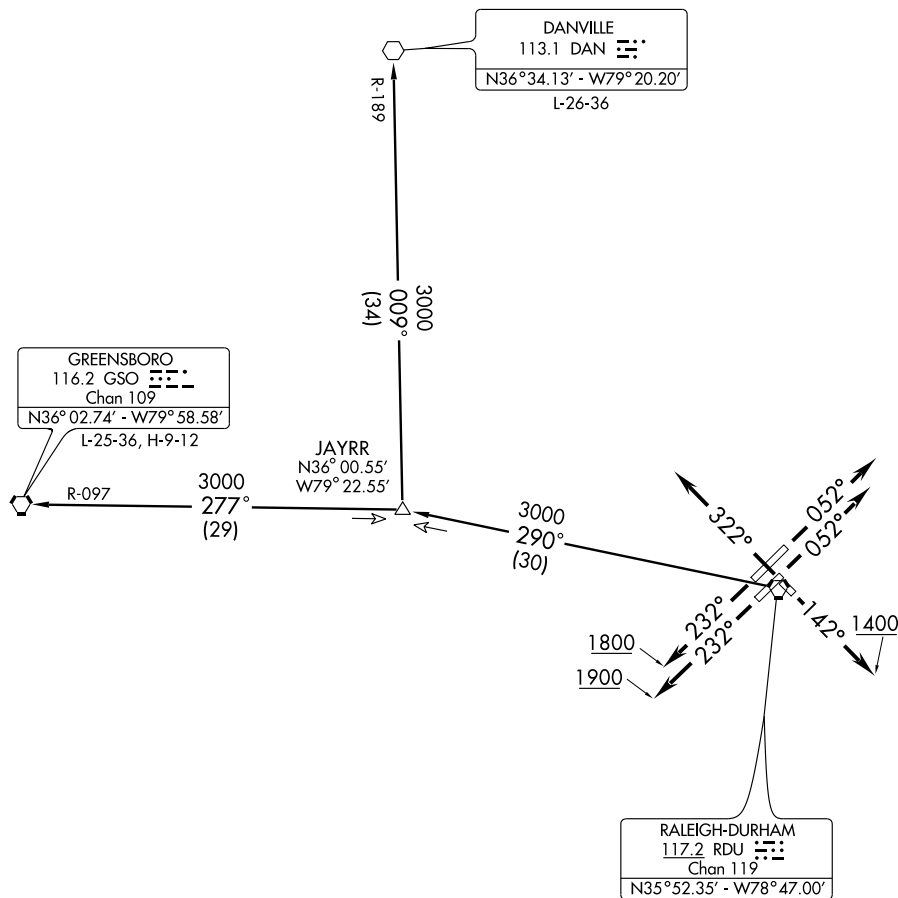 DANVILLE
113.1 DAN
N36°34.13' - W79°20.20'
L-26-36
R-189
3000
009°
(34)
GREENSBORO
116.2 GSO
Chan 109
N36°02.74' - W79°58.58'
L-25-36, H-9-12
JAYRR
N36°00.55'
W79°22.55'
R-097
3000
277°
(29)
3000
290°
(30)
322°
052°
052°
232°
232°
142°
1400
1800
1900
RALEIGH-DURHAM
117.2 RDU
Chan 119
N35°52.35' - W78°47.00'